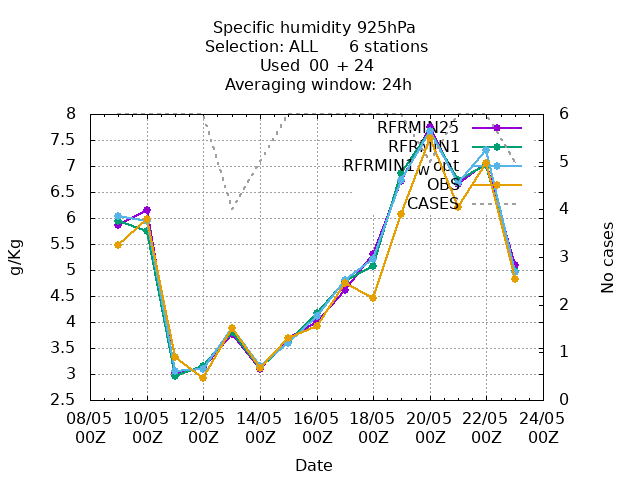 Specific humidity 925hPa
Selection: ALL 6 stations
Used 00 + 24
Averaging window: 24h
8
7.5
7
6.5
6
5.5
5
4.5
4
3.5
3
2.5
g/Kg
6
5
4
3
2
1
0
No cases
RFRMIN25
RFRMIN1
RFRMIN1_w_opt
OBS
CASES
08/05 10/05 12/05 14/05 16/05 18/05 20/05 22/05 24/05
00Z 00Z 00Z 00Z 00Z 00Z 00Z 00Z 00Z
Date